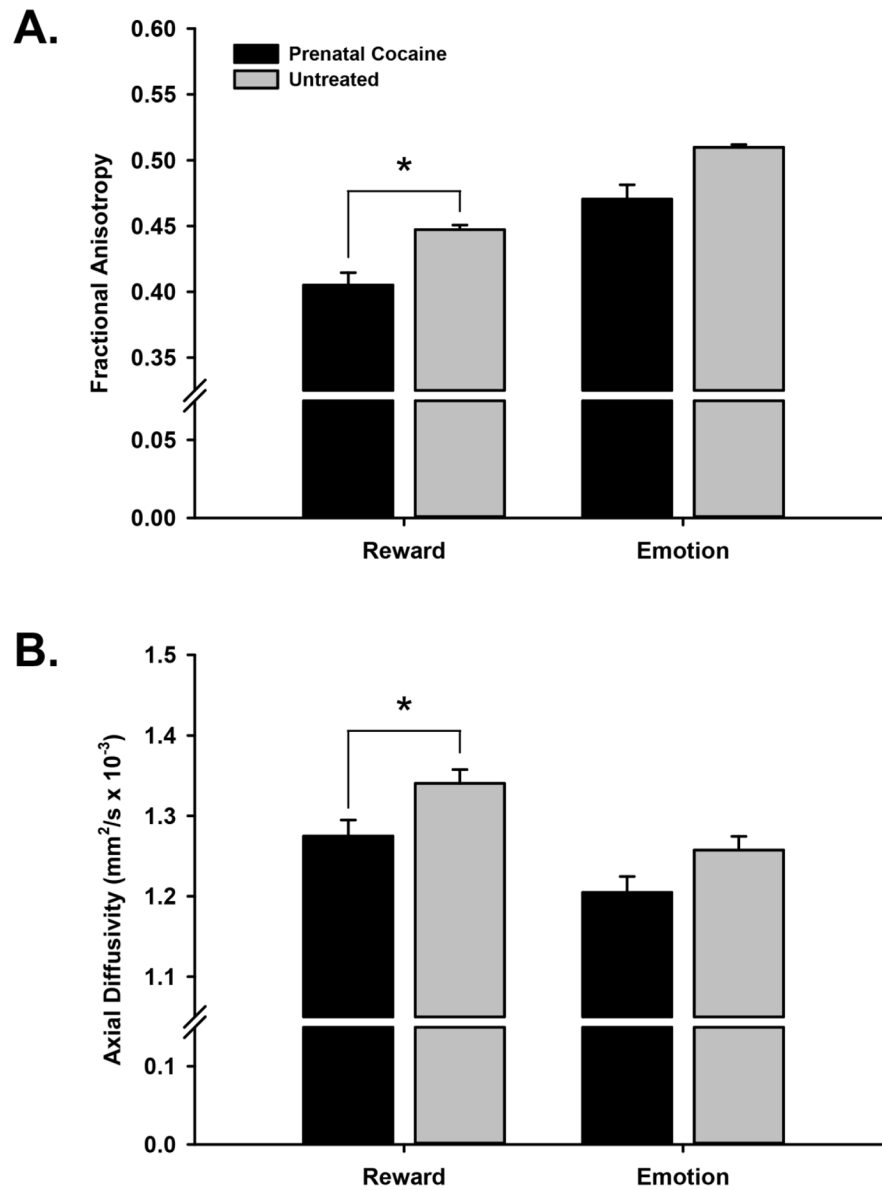 A.
Prenatal Cocaine
Untreated
*
Fractional Anisotropy
0.60
0.55
0.50
0.45
0.40
0.35
0.05
0.00
Reward Emotion
B.
*
Axial Diffusivity (mm²/s x 10⁻³)
1.5
1.4
1.3
1.2
1.1
0.1
0.0
Reward Emotion